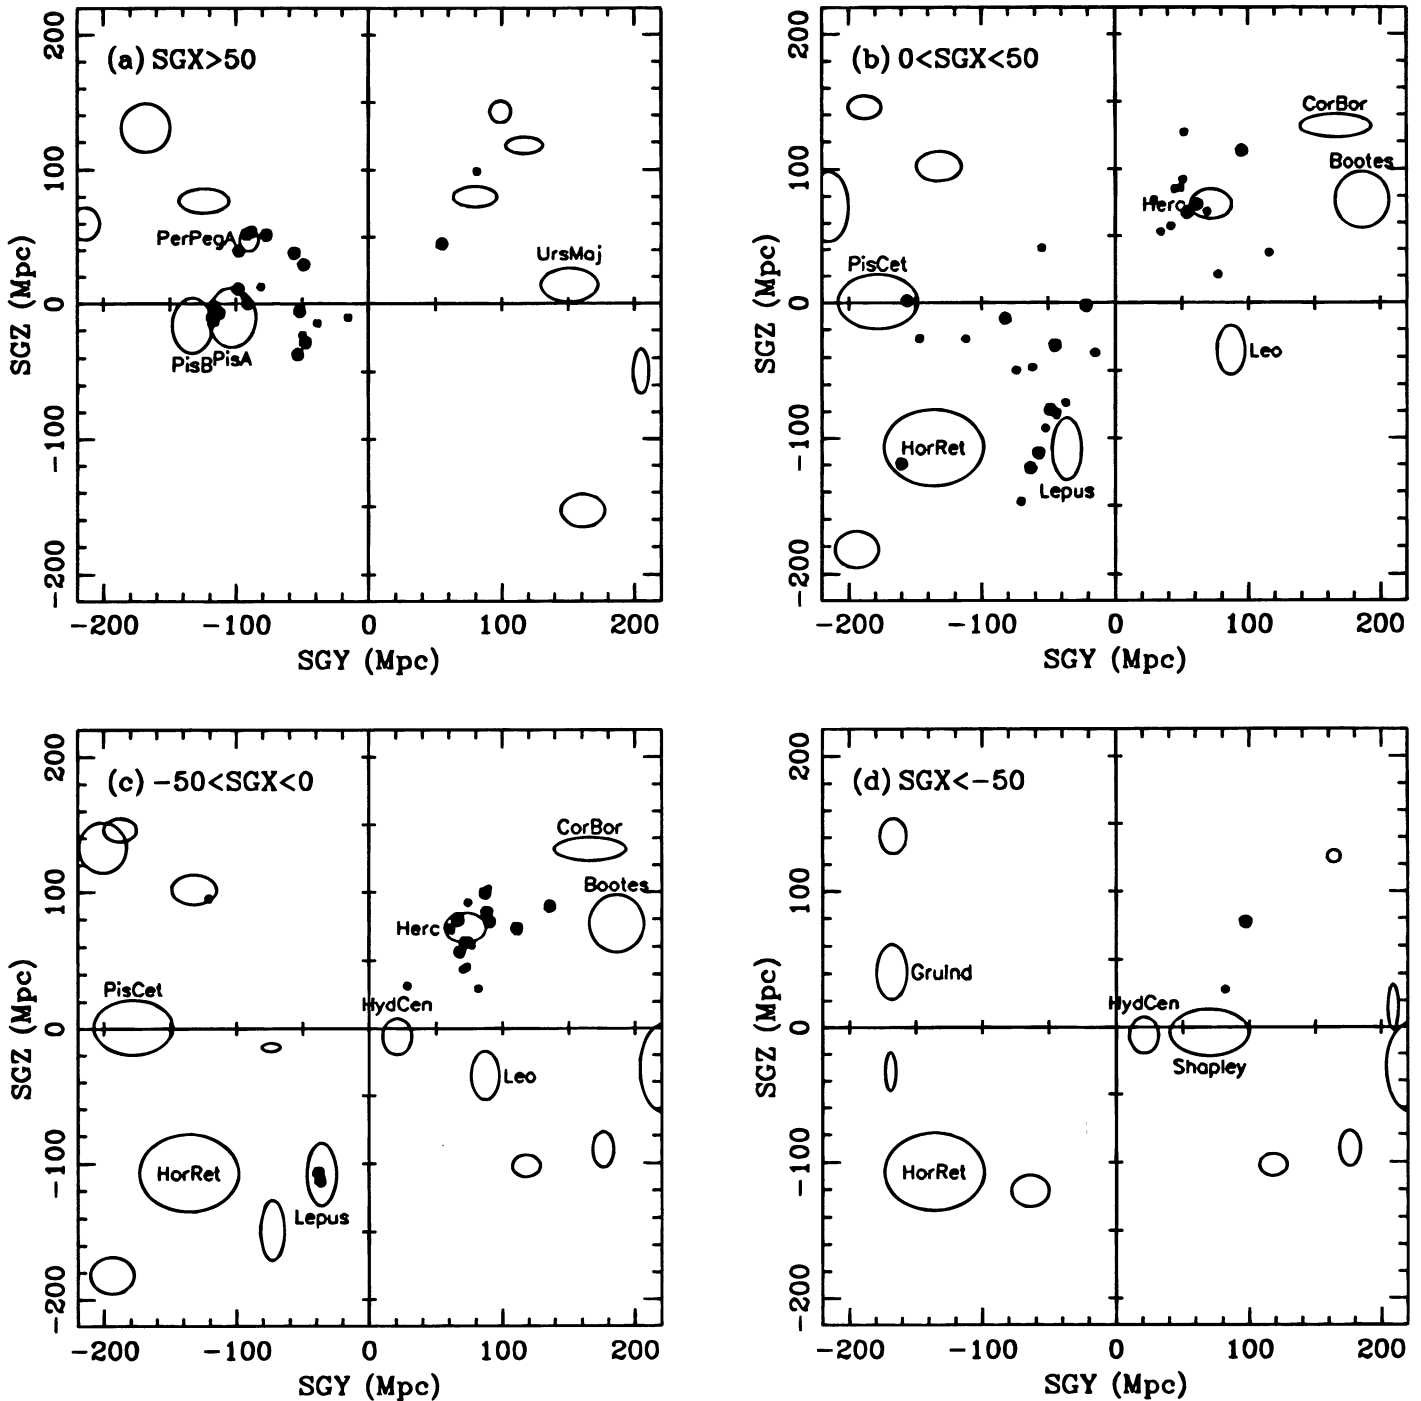 (a) SGX>50
200
100
0
-100
-200
SGZ (Mpc)
PerPegA
UrsMaj
PisB
PisA
-200 -100 0 100 200
SGY (Mpc)
(b) 0<SGX<50
200
100
0
-100
-200
SGZ (Mpc)
CorBor
Bootes
Herc
PisCet
Leo
HorRet
Lepus
-200 -100 0 100 200
SGY (Mpc)
(c) -50<SGX<0
200
100
0
-100
-200
SGZ (Mpc)
CorBor
Bootes
Herc
PisCet
HydCen
Leo
HorRet
Lepus
-200 -100 0 100 200
SGY (Mpc)
(d) SGX<-50
200
100
0
-100
-200
SGZ (Mpc)
GruInd
HydCen
Shapley
HorRet
-200 -100 0 100 200
SGY (Mpc)